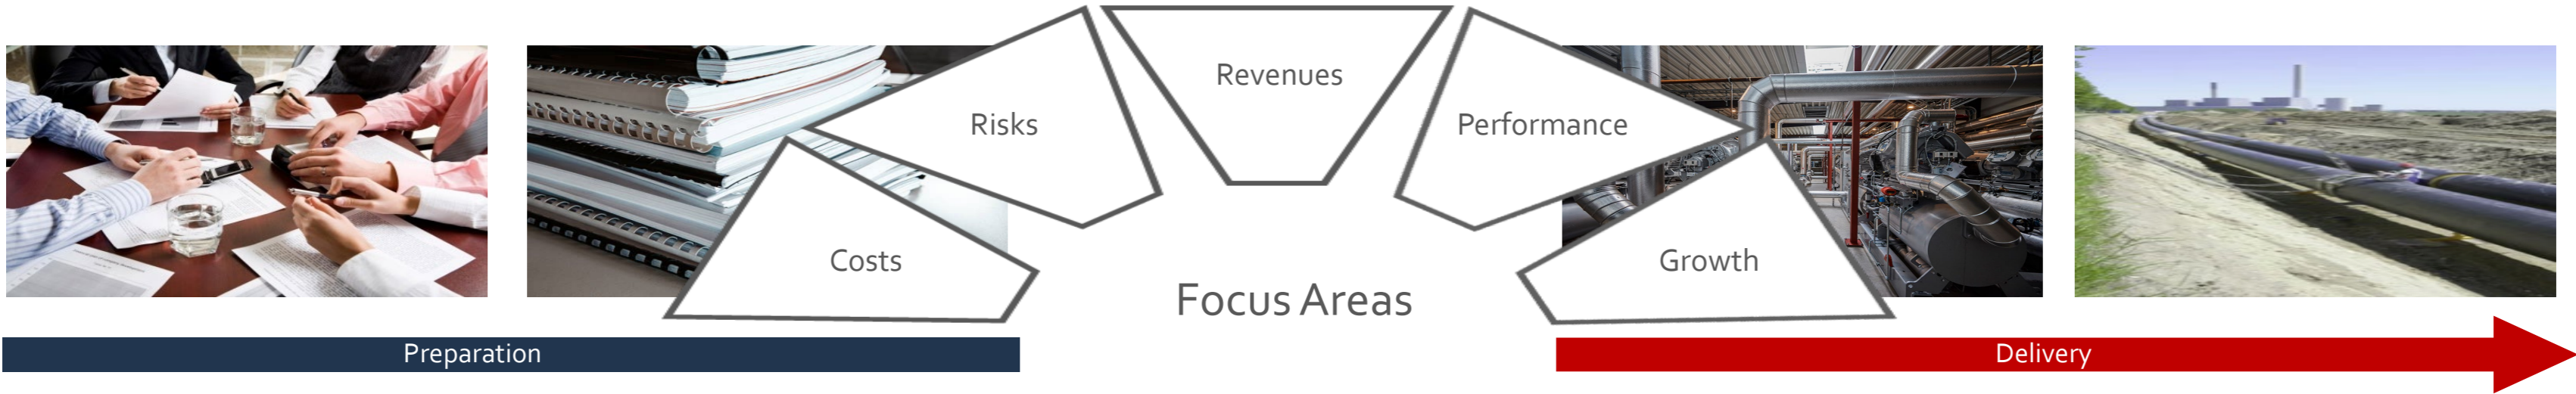 Revenues
Risks
Performance
Costs
Growth
Focus Areas
Preparation
Delivery